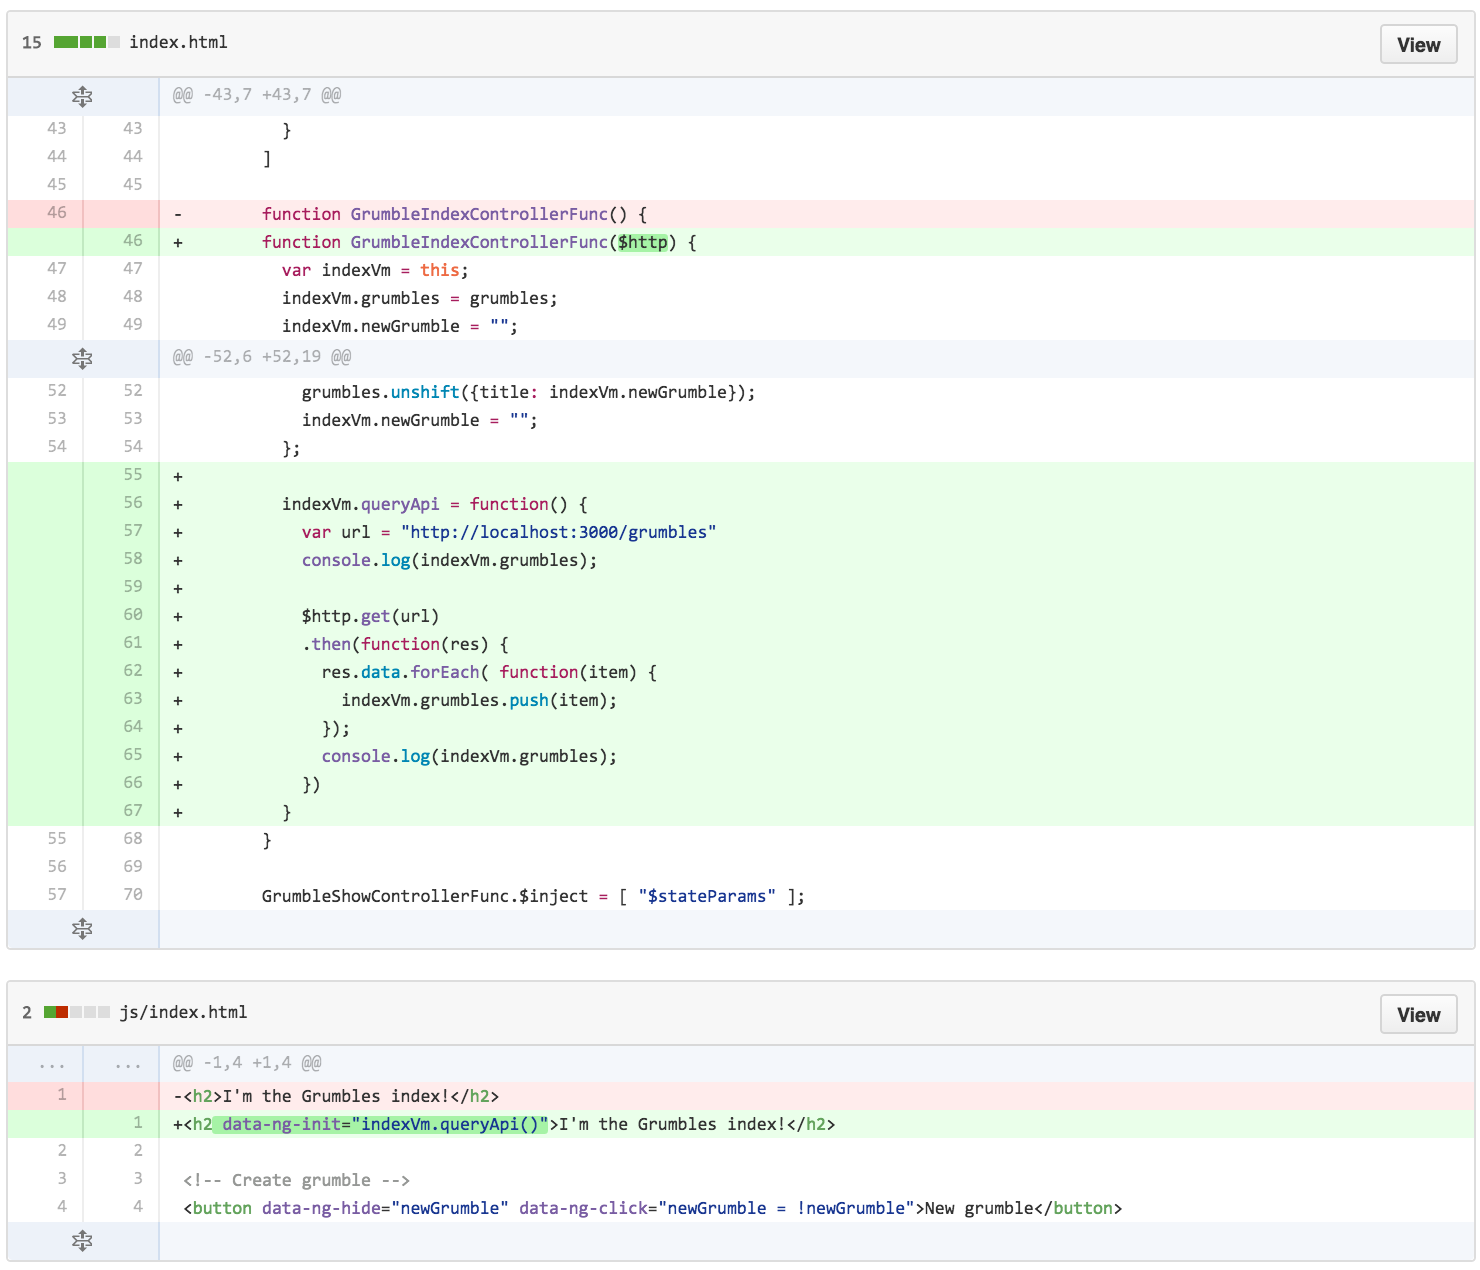 15 index.html View
@@ -43,7 +43,7 @@
43 43 }
44 44 ]
45 45
46 - function GrumbleIndexControllerFunc() {
46 + function GrumbleIndexControllerFunc($http) {
47 47 var indexVm = this;
48 48 indexVm.grumbles = grumbles;
49 49 indexVm.newGrumble = "";
@@ -52,6 +52,19 @@
52 52 grumbles.unshift({title: indexVm.newGrumble});
53 53 indexVm.newGrumble = "";
54 54 };
55 +
56 + indexVm.queryApi = function() {
57 + var url = "http://localhost:3000/grumbles"
58 + console.log(indexVm.grumbles);
59 +
60 + $http.get(url)
61 + .then(function(res) {
62 + res.data.forEach( function(item) {
63 + indexVm.grumbles.push(item);
64 + });
65 + console.log(indexVm.grumbles);
66 + })
67 + }
55 68 }
56 69
57 70 GrumbleShowControllerFunc.$inject = [ "$stateParams" ];
2 js/index.html View
... ... @@ -1,4 +1,4 @@
1 -<h2>I'm the Grumbles index!</h2>
1 +<h2 data-ng-init="indexVm.queryApi()">I'm the Grumbles index!</h2>
2 2
3 3 <!-- Create grumble -->
4 4 <button data-ng-hide="newGrumble" data-ng-click="newGrumble = !newGrumble">New grumble</button>